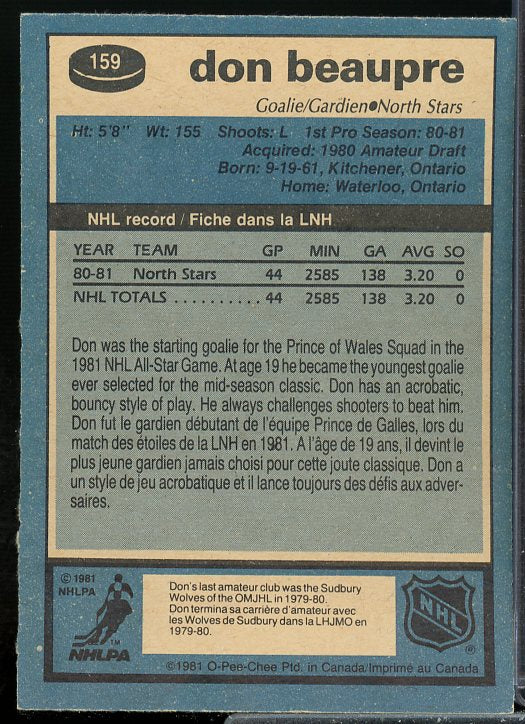 159
don beaupre
Goalie/Gardien●North Stars
Ht: 5'8" Wt: 155 Shoots: L 1st Pro Season: 80-81
Acquired: 1980 Amateur Draft
Born: 9-19-61, Kitchener, Ontario
Home: Waterloo, Ontario
NHL record / Fiche dans la LNH
YEAR TEAM GP MIN GA AVG SO
80-81 North Stars 44 2585 138 3.20 0
NHL TOTALS .......... 44 2585 138 3.20 0
Don was the starting goalie for the Prince of Wales Squad in the
1981 NHL All-Star Game. At age 19 he became the youngest goalie
ever selected for the mid-season classic. Don has an acrobatic,
bouncy style of play. He always challenges shooters to beat him.
Don fut le gardien débutant de l'équipe Prince de Galles, lors du
match des étoiles de la LNH en 1981. A l'âge de 19 ans, il devint le
plus jeune gardien jamais choisi pour cette joute classique. Don a
un style de jeu acrobatique et il lance toujours des défis aux adver-
saires.
© 1981
NHLPA
TM
NHLPA
Don's last amateur club was the Sudbury
Wolves of the OMJHL in 1979-80.
Don termina sa carrière d'amateur avec
les Wolves de Sudbury dans la LHJMO en
1979-80.
NHL
®
©1981 O-Pee-Chee Ptd. in Canada/Imprimé au Canada